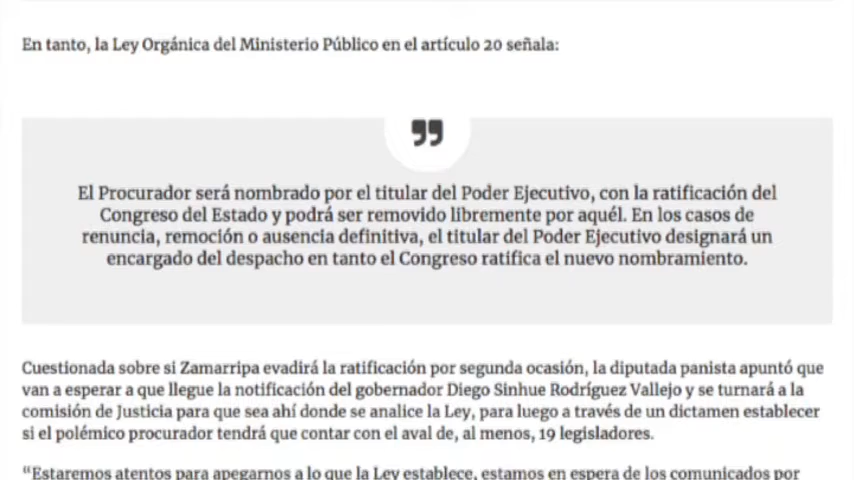 En tanto, la Ley Orgánica del Ministerio Público en el artículo 20 señala:
El Procurador será nombrado por el titular del Poder Ejecutivo, con la ratificación del
Congreso del Estado y podrá ser removido libremente por aquél. En los casos de
renuncia, remoción o ausencia definitiva, el titular del Poder Ejecutivo designará un
encargado del despacho en tanto el Congreso ratifica el nuevo nombramiento.
Cuestionada sobre si Zamarripa evadirá la ratificación por segunda ocasión, la diputada panista apuntó que
van a esperar a que llegue la notificación del gobernador Diego Sinhue Rodríguez Vallejo y se turnará a la
comisión de Justicia para que sea ahí donde se analice la Ley, para luego a través de un dictamen establecer
si el polémico procurador tendrá que contar con el aval de, al menos, 19 legisladores.
“Estaremos atentos para apegarnos a lo que la Ley establece, estamos en espera de los comunicados por